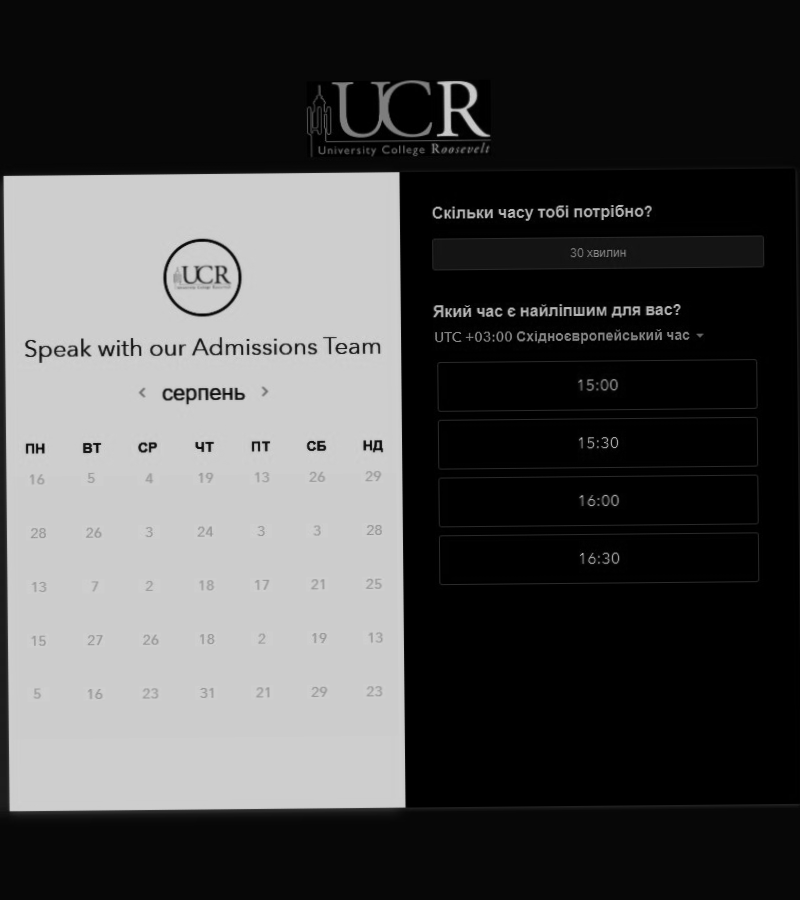 UCR
University College Roosevelt
UCR
University College Roosevelt
Speak with our Admissions Team
серпень
ПН ВТ СР ЧТ ПТ СБ НД
16 5 4 19 13 26 29
28 26 3 24 3 3 28
13 7 2 18 17 21 25
15 27 26 18 2 19 13
5 16 23 31 21 29 23
Скільки часу тобі потрібно?
30 хвилин
Який час є найліпшим для вас?
UTC +03:00 Східноєвропейський час
15:00
15:30
16:00
16:30